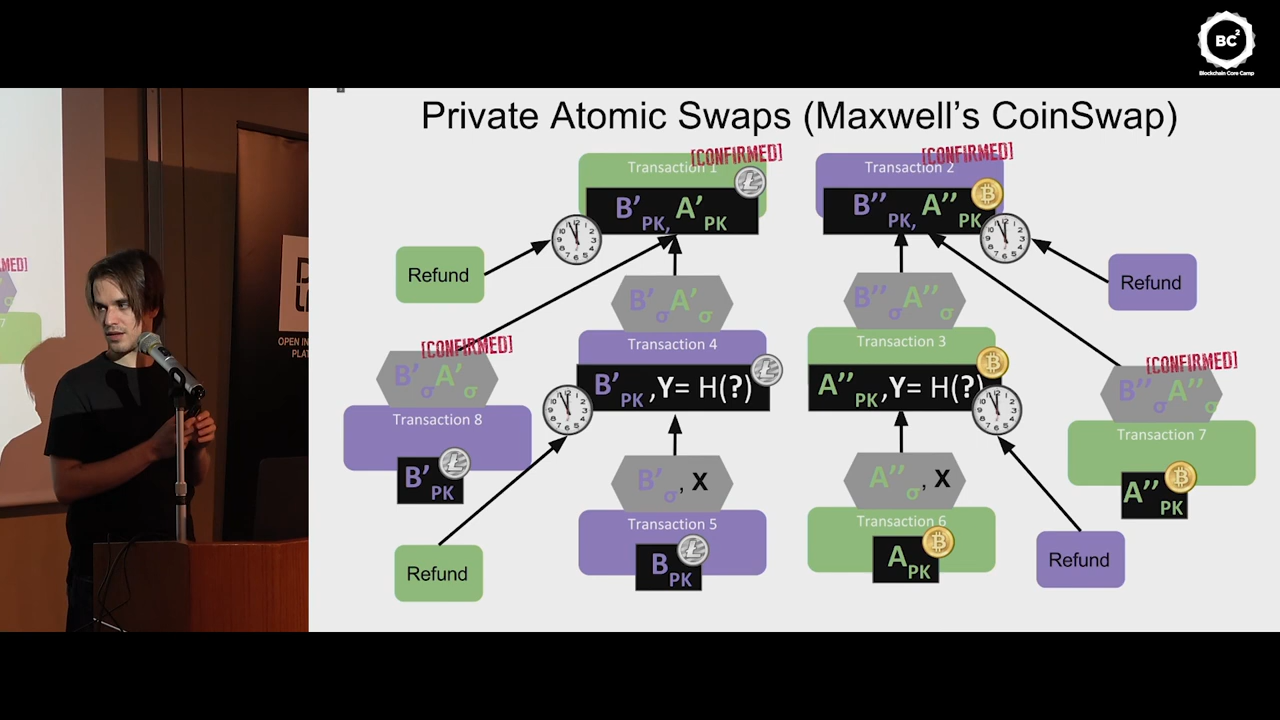 BC2
Blockchain Core Camp
Private Atomic Swaps (Maxwell's CoinSwap)
[CONFIRMED]
Transaction 1
B'PK, A'PK
[CONFIRMED]
Transaction 2
B''PK, A''PK
Refund
Refund
B'σ A'σ
B''σ A''σ
[CONFIRMED]
B'σ A'σ
Transaction 8
B'PK
Transaction 4
B'PK ,Y= H(?)
Transaction 3
A''PK ,Y= H(?)
[CONFIRMED]
B''σ A''σ
Transaction 7
A''PK
B'σ , X
Transaction 5
BPK
A''σ , X
Transaction 6
APK
Refund
Refund
OPEN IN
PLAT